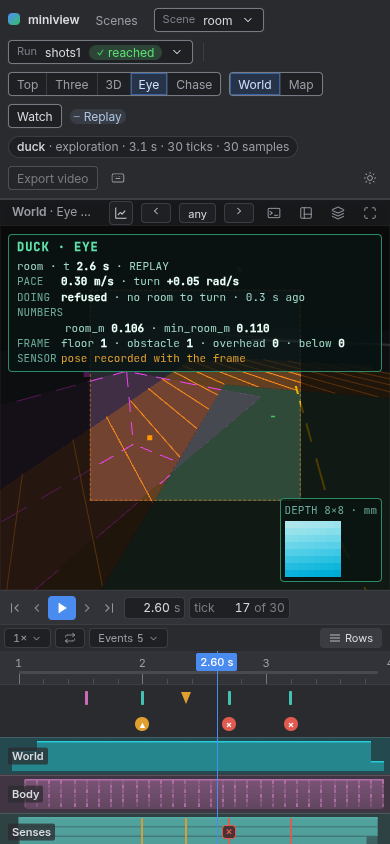 miniview Scenes Scene room
Run shots1 ✓ reached
Top Three 3D Eye Chase World Map
Watch – Replay
duck · exploration · 3.1 s · 30 ticks · 30 samples
Export video
World · Eye ... any
DUCK · EYE
room · t 2.6 s · REPLAY
PACE 0.30 m/s · turn +0.05 rad/s
DOING refused · no room to turn · 0.3 s ago
NUMBERS
room_m 0.106 · min_room_m 0.110
FRAME floor 1 · obstacle 1 · overhead 0 · below 0
SENSOR pose recorded with the frame
DEPTH 8×8 · mm
2.60 s tick 17 of 30
1× Events 5 Rows
1 2 2.60 s 3 4
World
Body
Senses